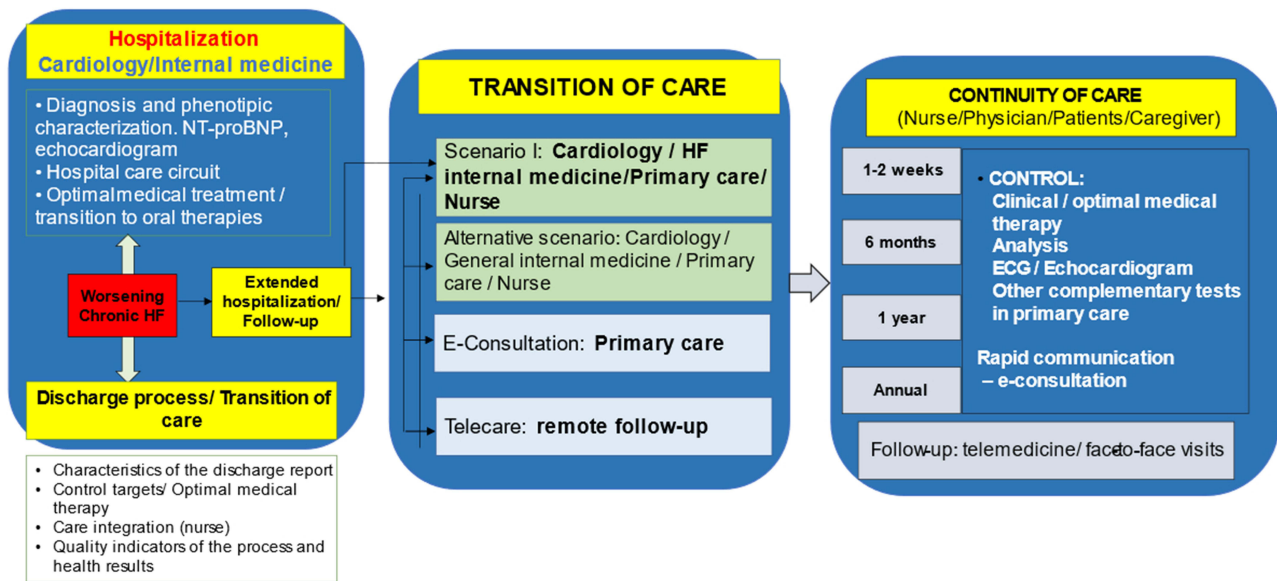 Hospitalization
Cardiology/Internal medicine
• Diagnosis and phenotipic
characterization. NT-proBNP,
echocardiogram
• Hospital care circuit
• Optimal medical treatment /
transition to oral therapies
Worsening
Chronic HF
Extended
hospitalization/
Follow-up
Discharge process/ Transition of
care
• Characteristics of the discharge report
• Control targets/ Optimal medical
therapy
• Care integration (nurse)
• Quality indicators of the process and
health results
TRANSITION OF CARE
Scenario I: Cardiology / HF
internal medicine/Primary care/
Nurse
Alternative scenario: Cardiology /
General internal medicine / Primary
care / Nurse
E-Consultation: Primary care
Telecare: remote follow-up
CONTINUITY OF CARE
(Nurse/Physician/Patients/Caregiver)
1-2 weeks
6 months
1 year
Annual
• CONTROL:
Clinical / optimal medical
therapy
Analysis
ECG / Echocardiogram
Other complementary tests
in primary care
Rapid communication
– e-consultation
Follow-up: telemedicine/ face-to-face visits